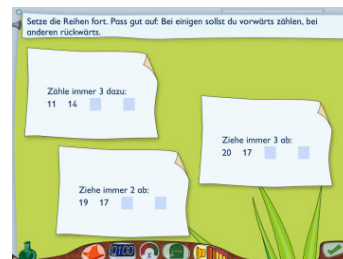 Setze die Reihen fort. Pass gut auf: Bei einigen sollst du vorwärts zählen, bei
anderen rückwärts.
Zähle immer 3 dazu:
11 14
Ziehe immer 3 ab:
20 17
Ziehe immer 2 ab:
19 17